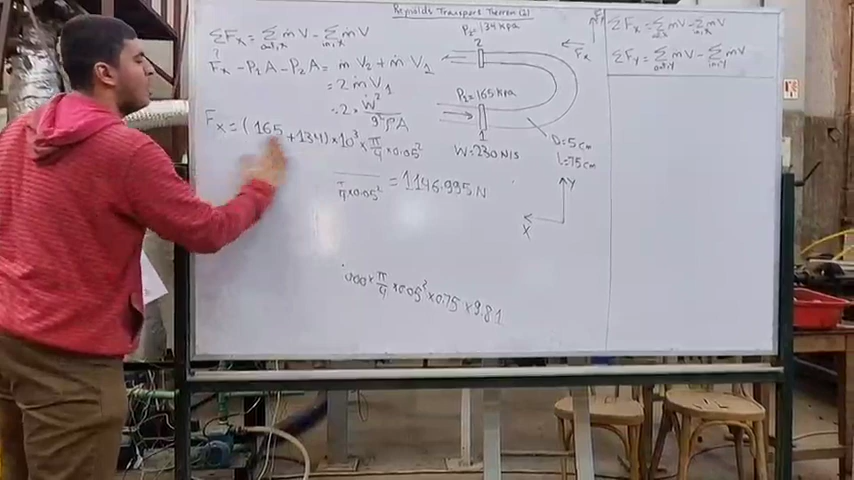 Reynolds Transport Theorem
ΣFx = Σ ṁV - Σ ṁV
out,x in,x
Fx - P1A - P2A = ṁ V2 + ṁ V1
= 2 ṁ V1
= 2 * Ẇ² / g²ρA
Fx = (165 + 134) * 10³ * π/4 * 0.05²
π/4 * 0.05² = 1146.995 N
000 * π/4 * 0.05² * 0.75 * 9.81
P2 = 134 kPa
2
Fx
P1 = 165 kPa
1
Ẇ = 230 N/s
D = 5 cm
L = 75 cm
Y
X
ΣFx = Σ ṁV - Σ ṁV
ΣFy = Σ ṁV - Σ ṁV
out,y in,y